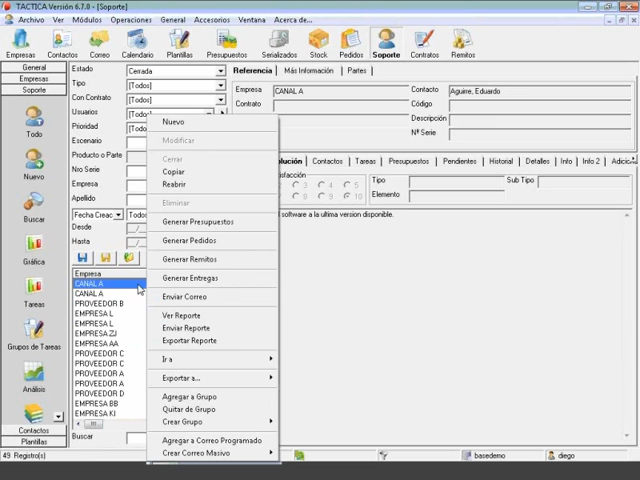 TACTICA Versión 6.7.0 - [Soporte]
Archivo Ver Módulos Operaciones General Accesorios Ventana Acerca de...
Empresas Contactos Correo Calendario Plantillas Presupuestos Serializados Stock Pedidos Soporte Contratos Remitos
General
Empresas
Soporte
Todo
Nuevo
Buscar
Gráfica
Tareas
Grupos de Tareas
Análisis
Contactos
Plantillas
Estado Cerrada
Tipo [Todos]
Con Contrato [Todos]
Usuarios [Todos]
Prioridad [Todos]
Escenario
Producto o Parte
Nro Serie
Empresa
Apellido
Fecha Creac Todos
Desde
Hasta
Empresa
CANAL A
CANAL A
PROVEEDOR B
EMPRESA L
EMPRESA L
EMPRESA ZJ
EMPRESA AA
PROVEEDOR C
PROVEEDOR C
PROVEEDOR A
PROVEEDOR A
PROVEEDOR D
EMPRESA BB
EMPRESA KI
Buscar
Nuevo
Modificar
Cerrar
Copiar
Reabrir
Eliminar
Generar Presupuestos
Generar Pedidos
Generar Remitos
Generar Entregas
Enviar Correo
Ver Reporte
Enviar Reporte
Exportar Reporte
Ir a
Exportar a...
Agregar a Grupo
Quitar de Grupo
Crear Grupo
Agregar a Correo Programado
Crear Correo Masivo
Referencia Más Información Partes
Empresa CANAL A Contacto Aguirre, Eduardo
Contrato Código
Descripción
Nº Serie
olución Contactos Tareas Presupuestos Pendientes Historial Detalles Info Info 2 Adicio
sfacción
3 4 5
8 9 10
Tipo Sub Tipo
Elemento
l software a la ultima version disponible.
49 Registro(s) basedemo diego